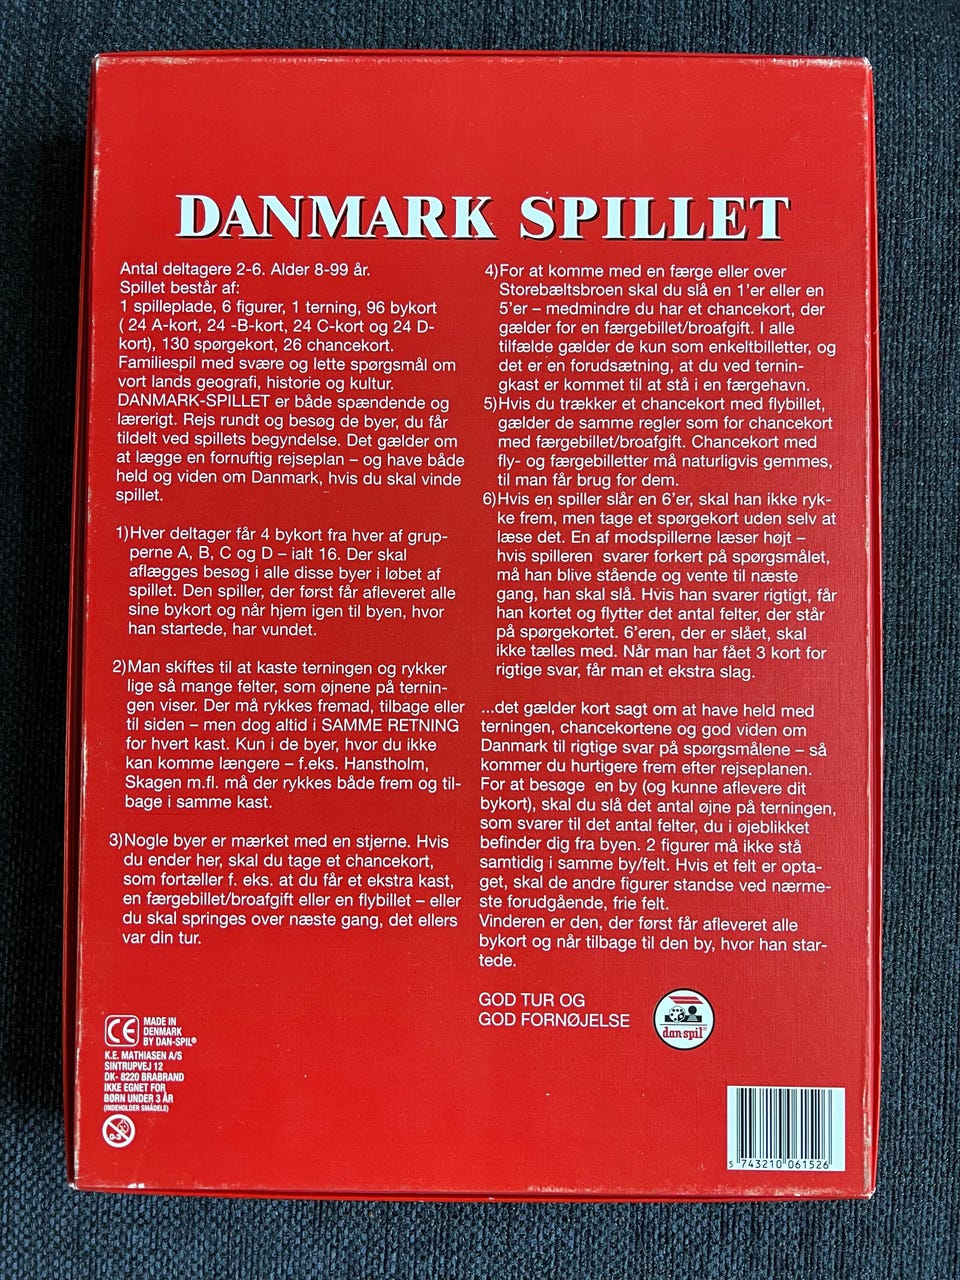 DANMARK SPILLET
Antal deltagere 2-6. Alder 8-99 år.
Spillet består af:
1 spilleplade, 6 figurer, 1 terning, 96 bykort
( 24 A-kort, 24 -B-kort, 24 C-kort og 24 D-
kort), 130 spørgekort, 26 chancekort.
Familiespil med svære og lette spørgsmål om
vort lands geografi, historie og kultur.
DANMARK-SPILLET er både spændende og
lærerigt. Rejs rundt og besøg de byer, du får
tildelt ved spillets begyndelse. Det gælder om
at lægge en fornuftig rejseplan – og have både
held og viden om Danmark, hvis du skal vinde
spillet.
1)Hver deltager får 4 bykort fra hver af grup-
perne A, B, C og D – ialt 16. Der skal
aflægges besøg i alle disse byer i løbet af
spillet. Den spiller, der først får afleveret alle
sine bykort og når hjem igen til byen, hvor
han startede, har vundet.
2)Man skiftes til at kaste terningen og rykker
lige så mange felter, som øjnene på ternin-
gen viser. Der må rykkes fremad, tilbage eller
til siden – men dog altid i SAMME RETNING
for hvert kast. Kun i de byer, hvor du ikke
kan komme længere – f.eks. Hanstholm,
Skagen m.fl. må der rykkes både frem og til-
bage i samme kast.
3)Nogle byer er mærket med en stjerne. Hvis
du ender her, skal du tage et chancekort,
som fortæller f. eks. at du får et ekstra kast,
en færgebillet/broafgift eller en flybillet – eller
du skal springes over næste gang, det ellers
var din tur.
4)For at komme med en færge eller over
Storebæltsbroen skal du slå en 1'er eller en
5'er – medmindre du har et chancekort, der
gælder for en færgebillet/broafgift. I alle
tilfælde gælder de kun som enkeltbilletter, og
det er en forudsætning, at du ved ternin-
gkast er kommet til at stå i en færgehavn.
5)Hvis du trækker et chancekort med flybillet,
gælder de samme regler som for chancekort
med færgebillet/broafgift. Chancekort med
fly- og færgebilletter må naturligvis gemmes,
til man får brug for dem.
6)Hvis en spiller slår en 6'er, skal han ikke ryk-
ke frem, men tage et spørgekort uden selv at
læse det. En af modspillerne læser højt –
hvis spilleren svarer forkert på spørgsmålet,
må han blive stående og vente til næste
gang, han skal slå. Hvis han svarer rigtigt, får
han kortet og flytter det antal felter, der står
på spørgekortet. 6'eren, der er slået, skal
ikke tælles med. Når man har fået 3 kort for
rigtige svar, får man et ekstra slag.
...det gælder kort sagt om at have held med
terningen, chancekortene og god viden om
Danmark til rigtige svar på spørgsmålene – så
kommer du hurtigere frem efter rejseplanen.
For at besøge en by (og kunne aflevere dit
bykort), skal du slå det antal øjne på terningen,
som svarer til det antal felter, du i øjeblikket
befinder dig fra byen. 2 figurer må ikke stå
samtidig i samme by/felt. Hvis et felt er opta-
get, skal de andre figurer standse ved nærme-
ste forudgående, frie felt.
Vinderen er den, der først får afleveret alle
bykort og når tilbage til den by, hvor han star-
tede.
GOD TUR OG
GOD FORNØJELSE
dan-spil®
CE
MADE IN
DENMARK
BY DAN-SPIL®
K.E. MATHIASEN A/S
SINTRUPVEJ 12
DK- 8220 BRABRAND
IKKE EGNET FOR
BØRN UNDER 3 ÅR
(INDEHOLDER SMÅDELE)
0-3
5 743210 061526